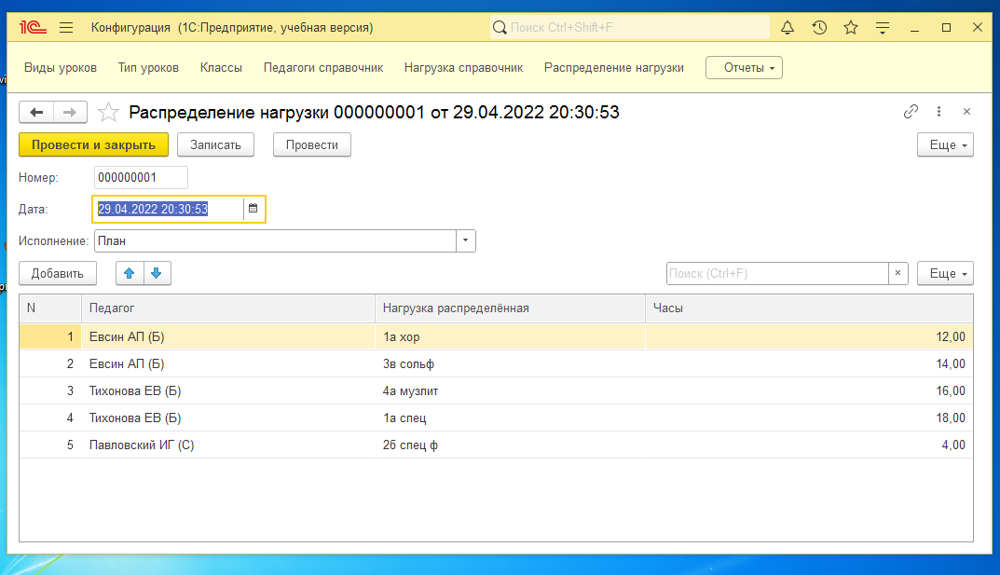 1С Конфигурация (1С:Предприятие, учебная версия) Поиск Ctrl+Shift+F
Виды уроков Тип уроков Классы Педагоги справочник Нагрузка справочник Распределение нагрузки Отчеты
Распределение нагрузки 000000001 от 29.04.2022 20:30:53
Провести и закрыть Записать Провести Еще
Номер: 000000001
Дата: 29.04.2022 20:30:53
Исполнение: План
Добавить Поиск (Ctrl+F) × Еще
N Педагог Нагрузка распределённая Часы
1 Евсин АП (Б) 1а хор 12,00
2 Евсин АП (Б) 3в сольф 14,00
3 Тихонова ЕВ (Б) 4а музлит 16,00
4 Тихонова ЕВ (Б) 1а спец 18,00
5 Павловский ИГ (С) 2б спец ф 4,00